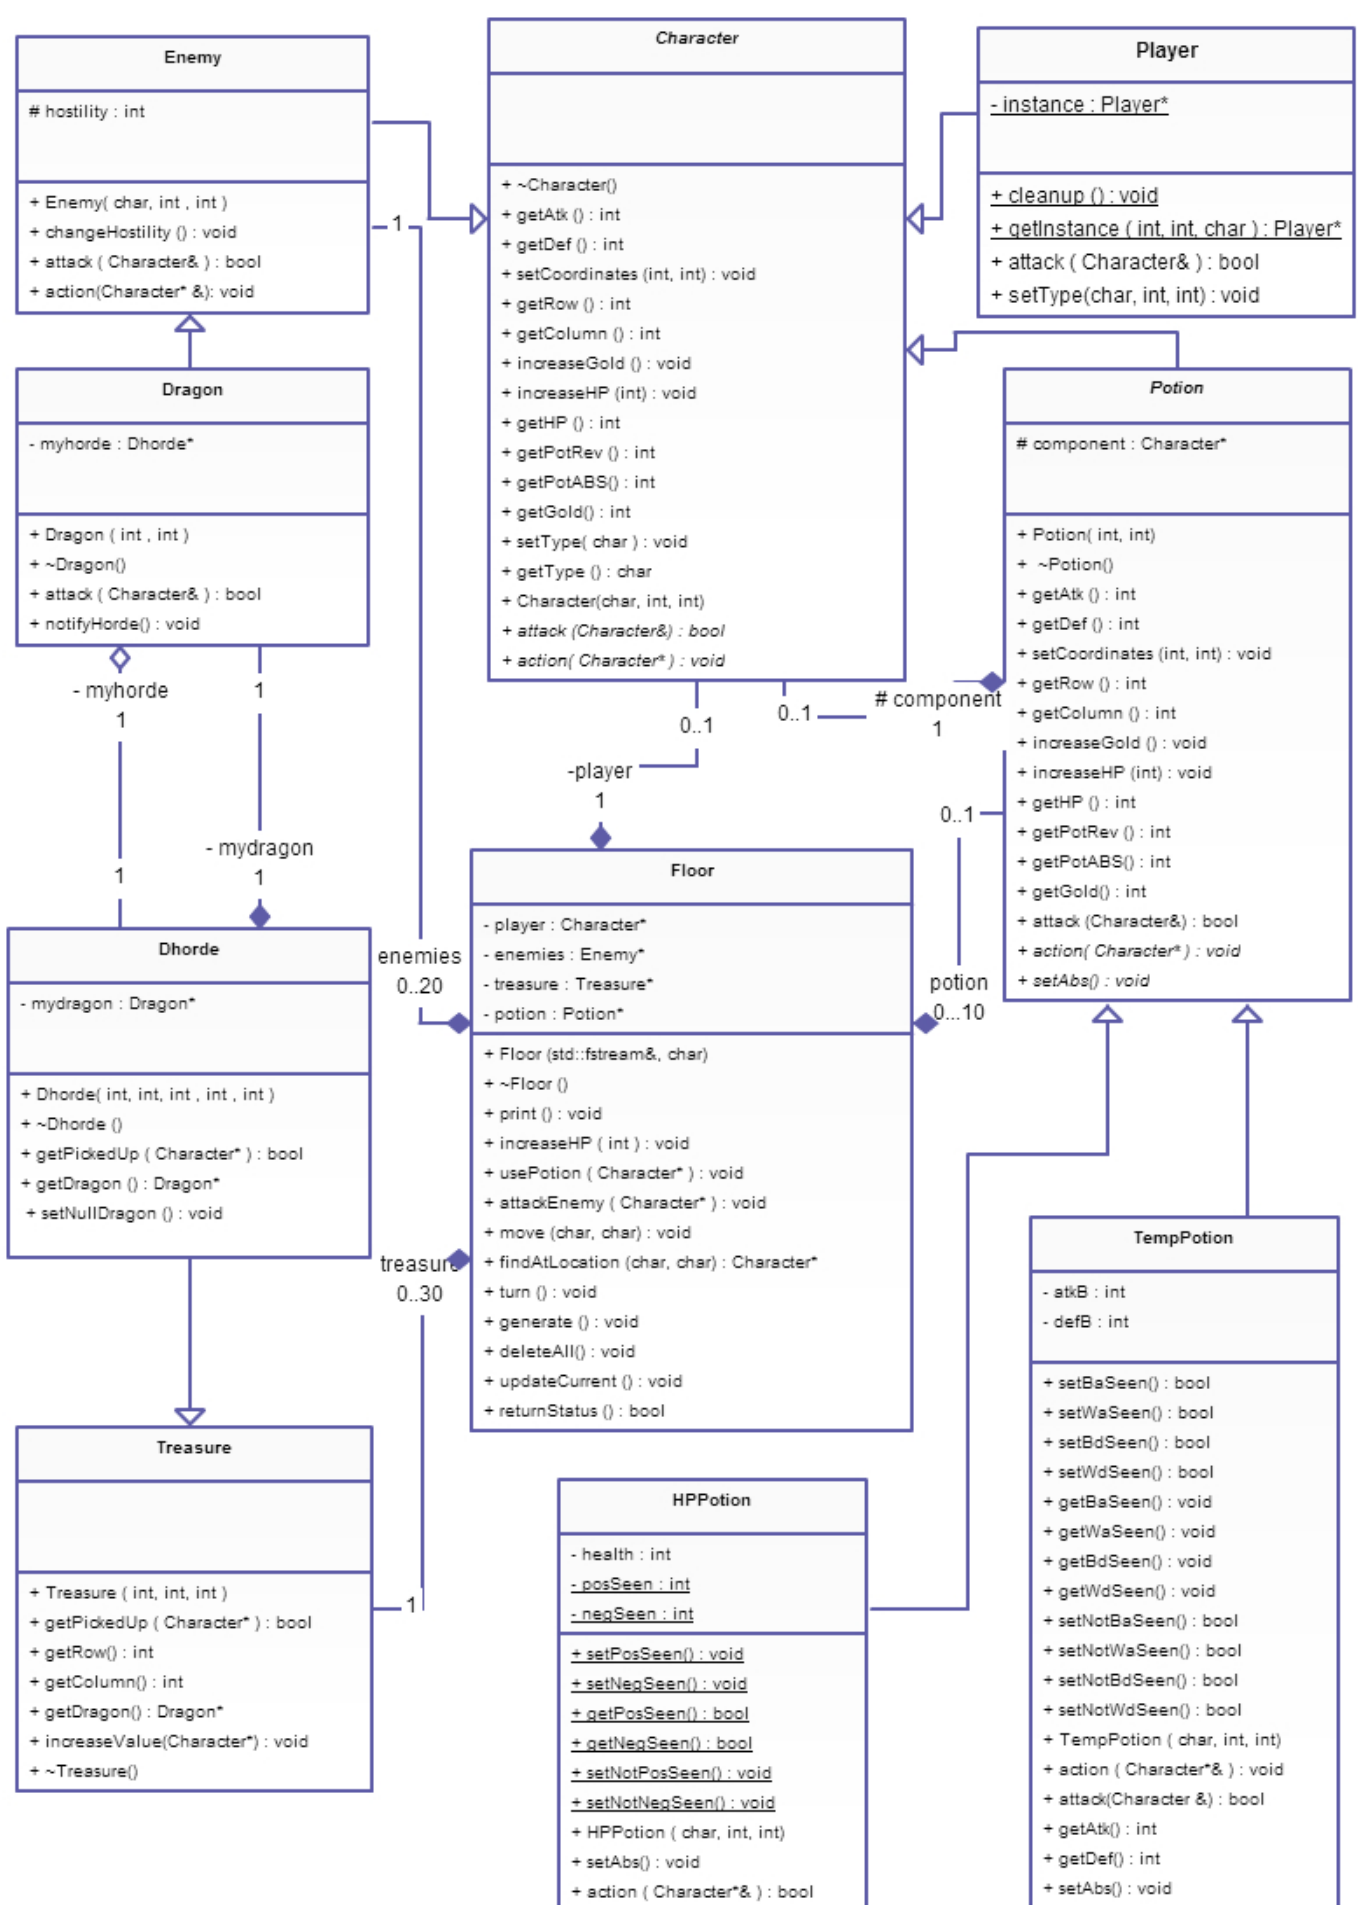 Enemy
# hostility : int
+ Enemy( char, int , int )
+ changeHostility () : void
+ attack ( Character& ) : bool
+ action(Character* &): void
Character
+ ~Character()
+ getAtk () : int
+ getDef () : int
+ setCoordinates (int, int) : void
+ getRow () : int
+ getColumn () : int
+ increaseGold () : void
+ increaseHP (int) : void
+ getHP () : int
+ getPotRev () : int
+ getPotABS() : int
+ getGold() : int
+ setType( char ) : void
+ getType () : char
+ Character(char, int, int)
+ attack (Character&) : bool
+ action( Character* ) : void
Player
- instance : Player*
+ cleanup () : void
+ getInstance ( int, int, char ) : Player*
+ attack ( Character& ) : bool
+ setType(char, int, int) : void
1
Dragon
- myhorde : Dhorde*
+ Dragon ( int , int )
+ ~Dragon()
+ attack ( Character& ) : bool
+ notifyHorde() : void
Potion
# component : Character*
+ Potion( int, int)
+ ~Potion()
+ getAtk () : int
+ getDef () : int
+ setCoordinates (int, int) : void
+ getRow () : int
+ getColumn () : int
+ increaseGold () : void
+ increaseHP (int) : void
+ getHP () : int
+ getPotRev () : int
+ getPotABS() : int
+ getGold() : int
+ attack (Character&) : bool
+ action( Character* ) : void
+ setAbs() : void
- myhorde
1
1
1
- mydragon
1
0..1
-player
1
0..1
# component
1
0..1
potion
0...10
enemies
0..20
treasure
0..30
1
Dhorde
- mydragon : Dragon*
+ Dhorde( int, int, int , int , int )
+ ~Dhorde ()
+ getPickedUp ( Character* ) : bool
+ getDragon () : Dragon*
+ setNullDragon () : void
Floor
- player : Character*
- enemies : Enemy*
- treasure : Treasure*
- potion : Potion*
+ Floor (std::fstream&, char)
+ ~Floor ()
+ print () : void
+ increaseHP ( int ) : void
+ usePotion ( Character* ) : void
+ attackEnemy ( Character* ) : void
+ move (char, char) : void
+ findAtLocation (char, char) : Character*
+ turn () : void
+ generate () : void
+ deleteAll() : void
+ updateCurrent () : void
+ returnStatus () : bool
Treasure
+ Treasure ( int, int, int )
+ getPickedUp ( Character* ) : bool
+ getRow() : int
+ getColumn() : int
+ getDragon() : Dragon*
+ increaseValue(Character*) : void
+ ~Treasure()
HPPotion
- health : int
- posSeen : int
- negSeen : int
+ setPosSeen() : void
+ setNegSeen() : void
+ getPosSeen() : bool
+ getNegSeen() : bool
+ setNotPosSeen() : void
+ setNotNegSeen() : void
+ HPPotion ( char, int, int)
+ setAbs() : void
+ action ( Character*& ) : bool
TempPotion
- atkB : int
- defB : int
+ setBaSeen() : bool
+ setWaSeen() : bool
+ setBdSeen() : bool
+ setWdSeen() : bool
+ getBaSeen() : void
+ getWaSeen() : void
+ getBdSeen() : void
+ getWdSeen() : void
+ setNotBaSeen() : bool
+ setNotWaSeen() : bool
+ setNotBdSeen() : bool
+ setNotWdSeen() : bool
+ TempPotion ( char, int, int)
+ action ( Character*& ) : void
+ attack(Character &) : bool
+ getAtk() : int
+ getDef() : int
+ setAbs() : void